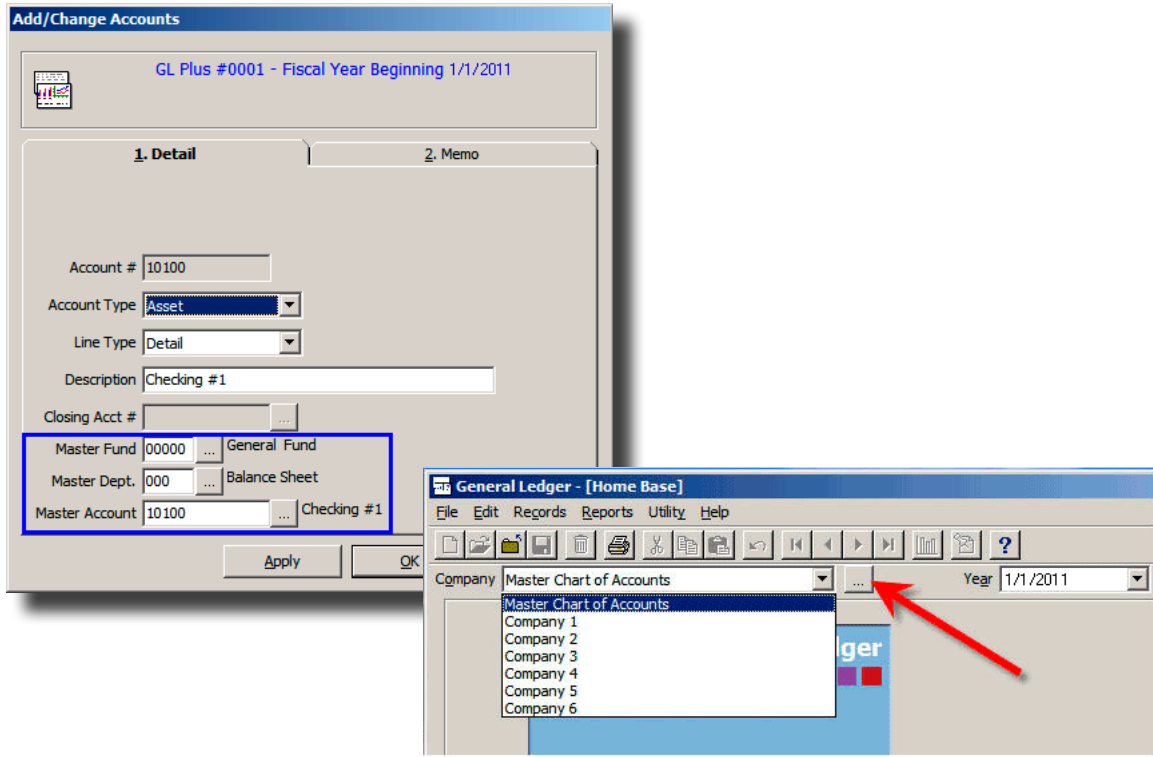 Add/Change Accounts
GL Plus #0001 - Fiscal Year Beginning 1/1/2011
1. Detail
2. Memo
Account # 10100
Account Type Asset
Line Type Detail
Description Checking #1
Closing Acct # ...
Master Fund 00000 ... General Fund
Master Dept. 000 ... Balance Sheet
Master Account 10100 ... Checking #1
Apply OK
General Ledger - [Home Base]
File Edit Records Reports Utility Help
Company Master Chart of Accounts ... Year 1/1/2011
Master Chart of Accounts
Company 1
Company 2
Company 3
Company 4
Company 5
Company 6
ger